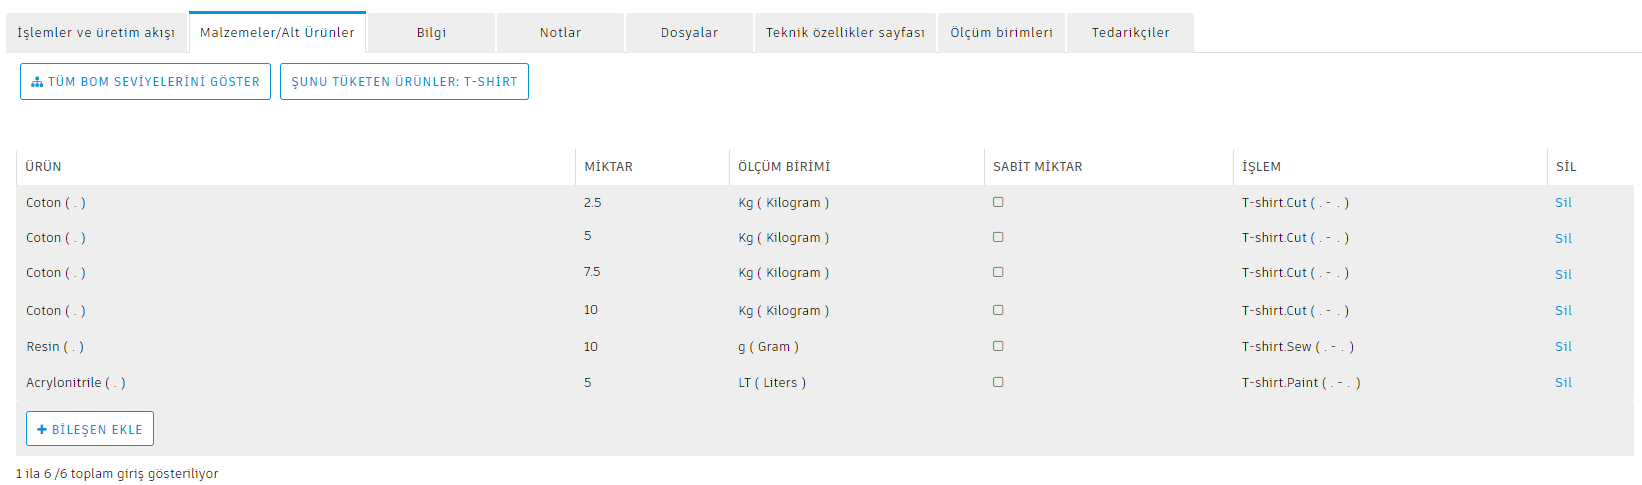 İşlemler ve üretim akışı Malzemeler/Alt Ürünler Bilgi Notlar Dosyalar Teknik özellikler sayfası Ölçüm birimleri Tedarikçiler
TÜM BOM SEVİYELERİNİ GÖSTER ŞUNU TÜKETEN ÜRÜNLER: T-SHİRT
ÜRÜN MİKTAR ÖLÇÜM BİRİMİ SABİT MİKTAR İŞLEM SİL
Coton ( . ) 2.5 Kg ( Kilogram ) T-shirt.Cut ( . - . ) Sil
Coton ( . ) 5 Kg ( Kilogram ) T-shirt.Cut ( . - . ) Sil
Coton ( . ) 7.5 Kg ( Kilogram ) T-shirt.Cut ( . - . ) Sil
Coton ( . ) 10 Kg ( Kilogram ) T-shirt.Cut ( . - . ) Sil
Resin ( . ) 10 g ( Gram ) T-shirt.Sew ( . - . ) Sil
Acrylonitrile ( . ) 5 LT ( Liters ) T-shirt.Paint ( . - . ) Sil
+ BİLEŞEN EKLE
1 ila 6 /6 toplam giriş gösteriliyor